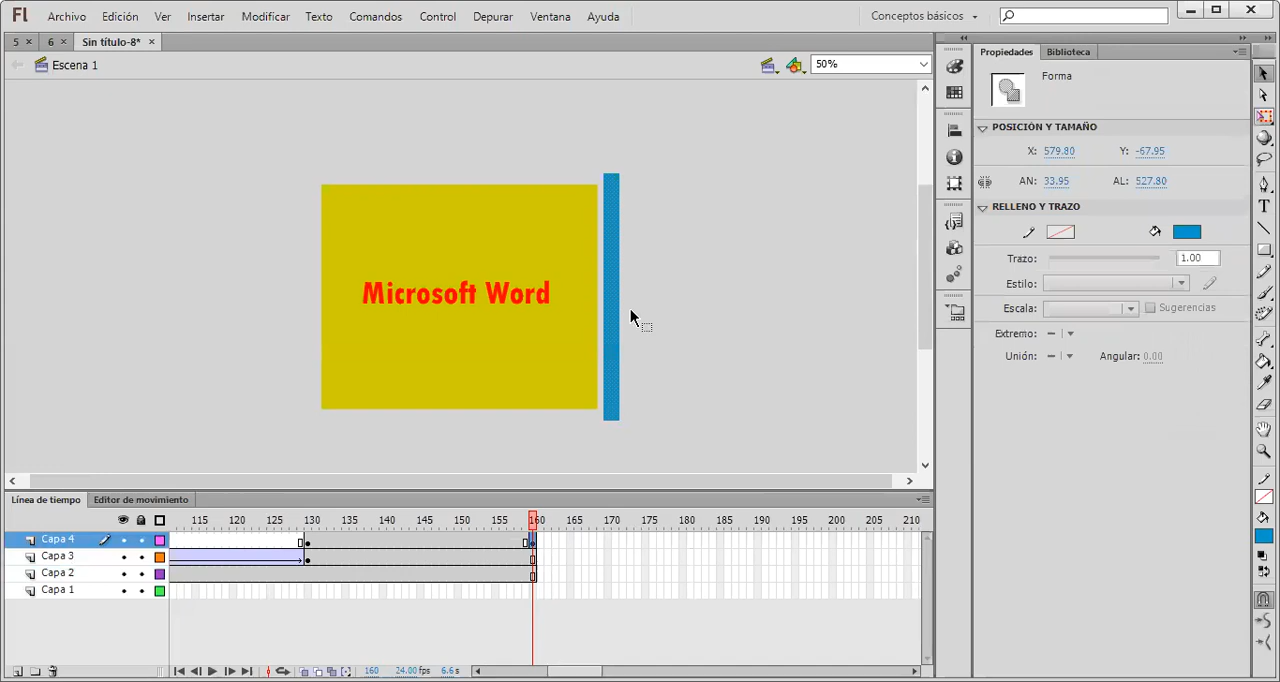 Fl Archivo Edición Ver Insertar Modificar Texto Comandos Control Depurar Ventana Ayuda Conceptos básicos
5 × 6 × Sin título-8* ×
Escena 1 50%
Microsoft Word
Propiedades Biblioteca
Forma
POSICIÓN Y TAMAÑO
X: 579.80 Y: -67.95
AN: 33.95 AL: 527.80
RELLENO Y TRAZO
Trazo: 1.00
Estilo:
Escala: Sugerencias
Extremo:
Unión: Angular: 0.00
Línea de tiempo Editor de movimiento
115 120 125 130 135 140 145 150 155 160 165 170 175 180 185 190 195 200 205 210
Capa 4
Capa 3
Capa 2
Capa 1
160 24.00 fps 6.6 s